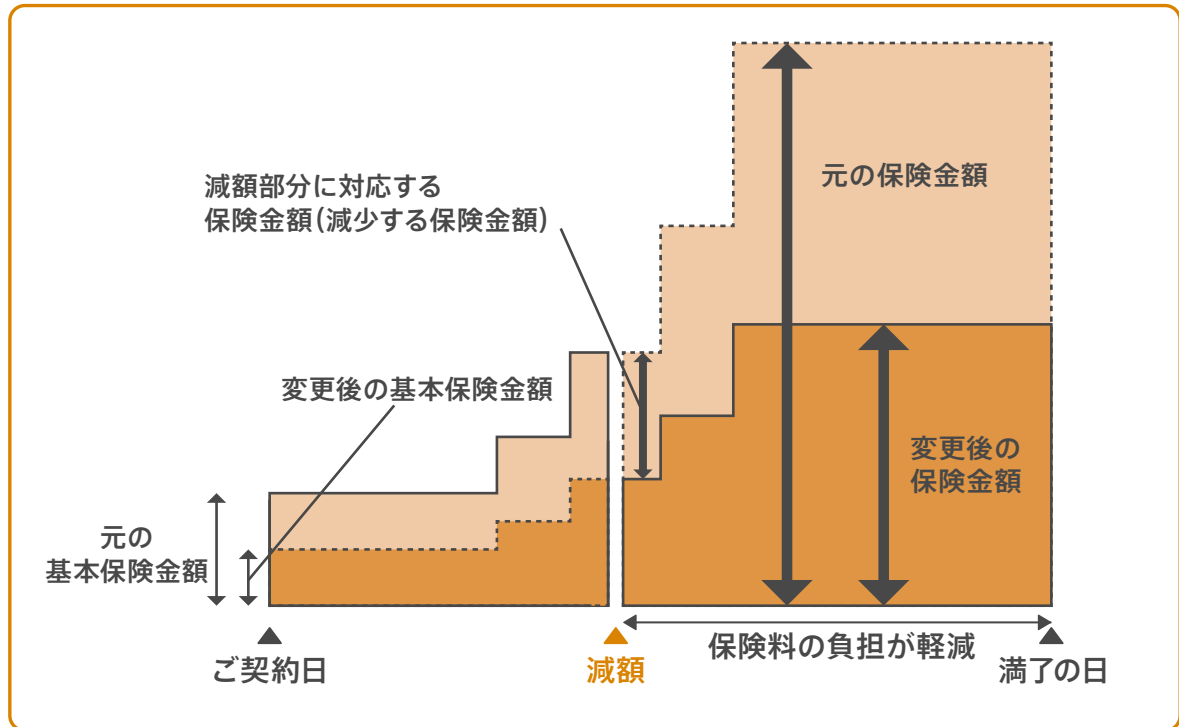 元の保険金額
減額部分に対応する
保険金額(減少する保険金額)
変更後の基本保険金額
変更後の
保険金額
元の
基本保険金額
ご契約日
減額
保険料の負担が軽減
満了の日